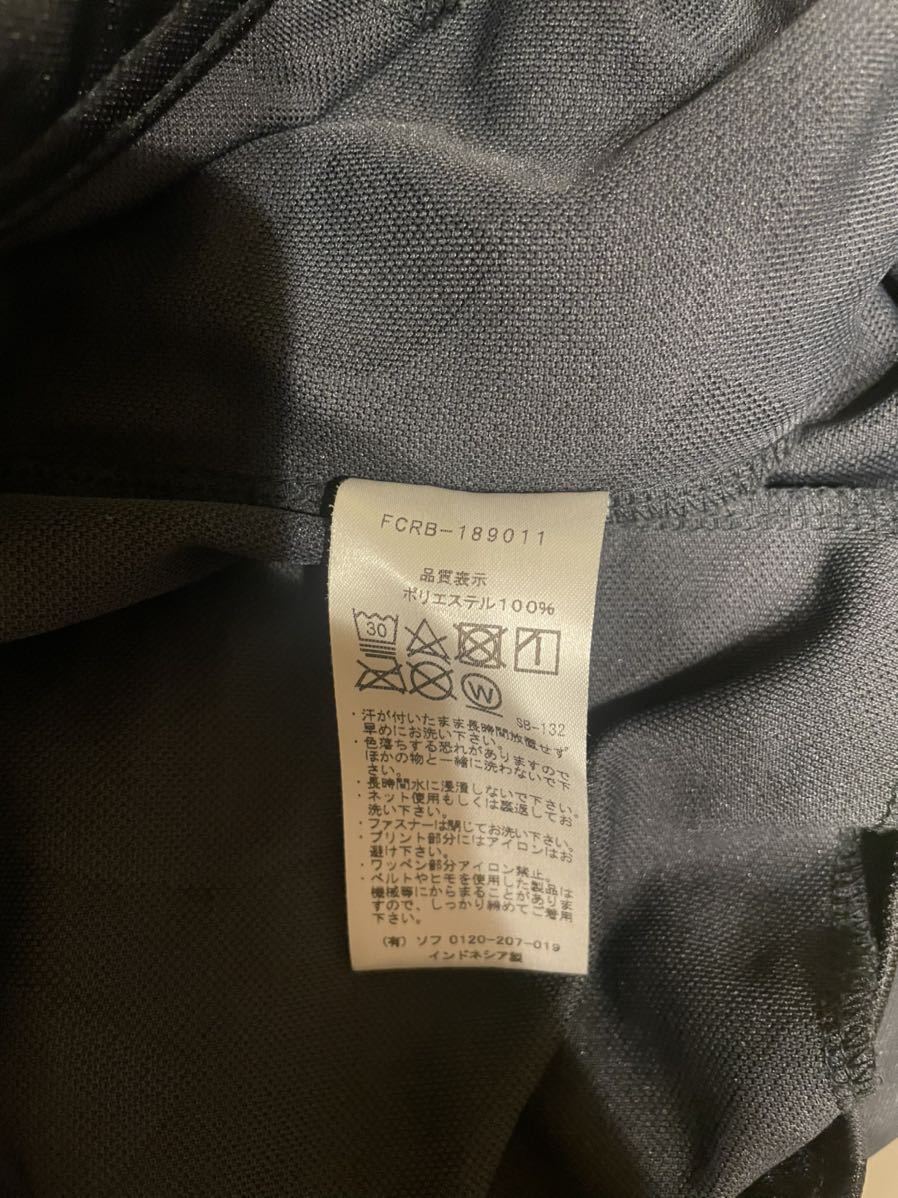 FCRB-189011
品質表示
ポリエステル100%
30
W
SB-132
・汗が付いたまま長時間放置せず
早めにお洗い下さい。
・色落ちする恐れがありますので
ほかの物と一緒に洗わないで下
さい。
・長時間水に浸漬しないで下さい。
・ネット使用もしくは裏返してお
洗い下さい。
・ファスナーは閉じてお洗い下さい。
・プリント部分にはアイロンはお
避け下さい。
・ワッペン部分アイロン禁止。
・ベルトやヒモを使用した製品は
機械等にからまることがありま
すので、しっかり締めてご着用
下さい。
(有) ソフ 0120-207-019
インドネシア製